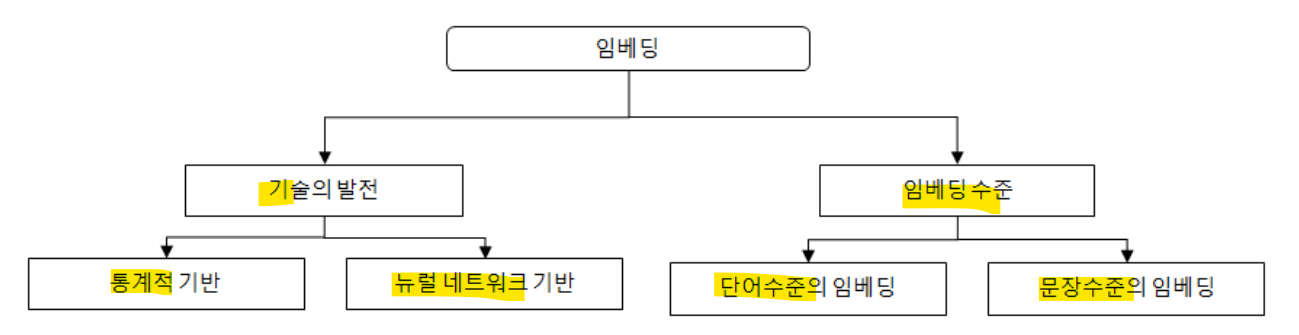 임베딩
기술의 발전
임베딩 수준
통계적 기반
뉴럴 네트워크 기반
단어수준의 임베딩
문장수준의 임베딩